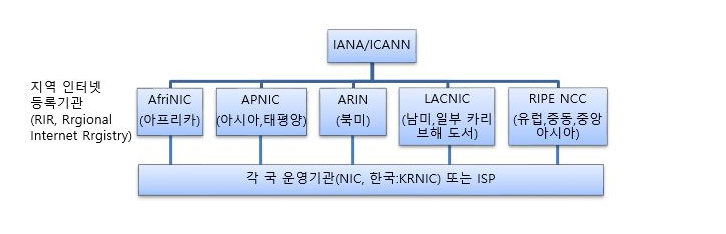 IANA/ICANN
지역 인터넷
등록기관
(RIR, Rrgional
Internet Rrgistry)
AfriNIC
(아프리카)
APNIC
(아시아,태평양)
ARIN
(북미)
LACNIC
(남미,일부 카리
브해 도서)
RIPE NCC
(유럽,중동,중앙
아시아)
각 국 운영기관(NIC, 한국:KRNIC) 또는 ISP